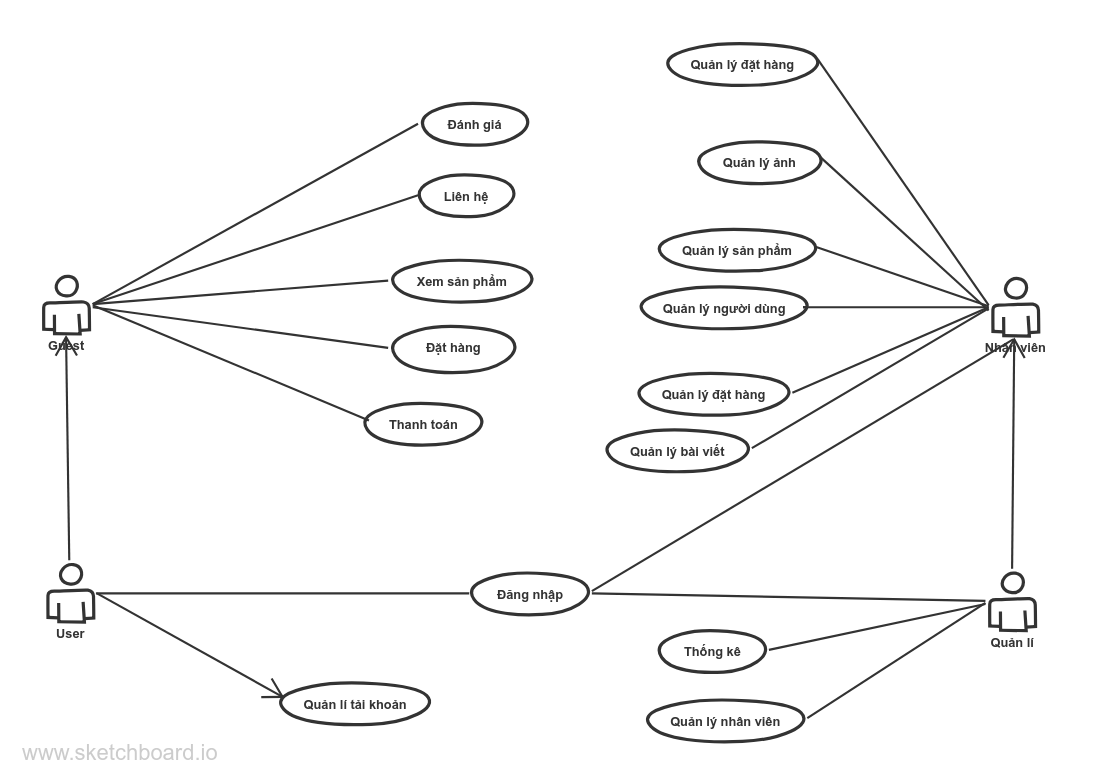 Quản lý đặt hàng
Đánh giá
Quản lý ảnh
Liên hệ
Quản lý sản phẩm
Xem sản phẩm
Quản lý người dùng
Guest
Đặt hàng
Nhân viên
Quản lý đặt hàng
Thanh toán
Quản lý bài viết
Đăng nhập
User
Quản lí
Thống kê
Quản lí tải khoản
Quản lý nhân viên
www.sketchboard.io